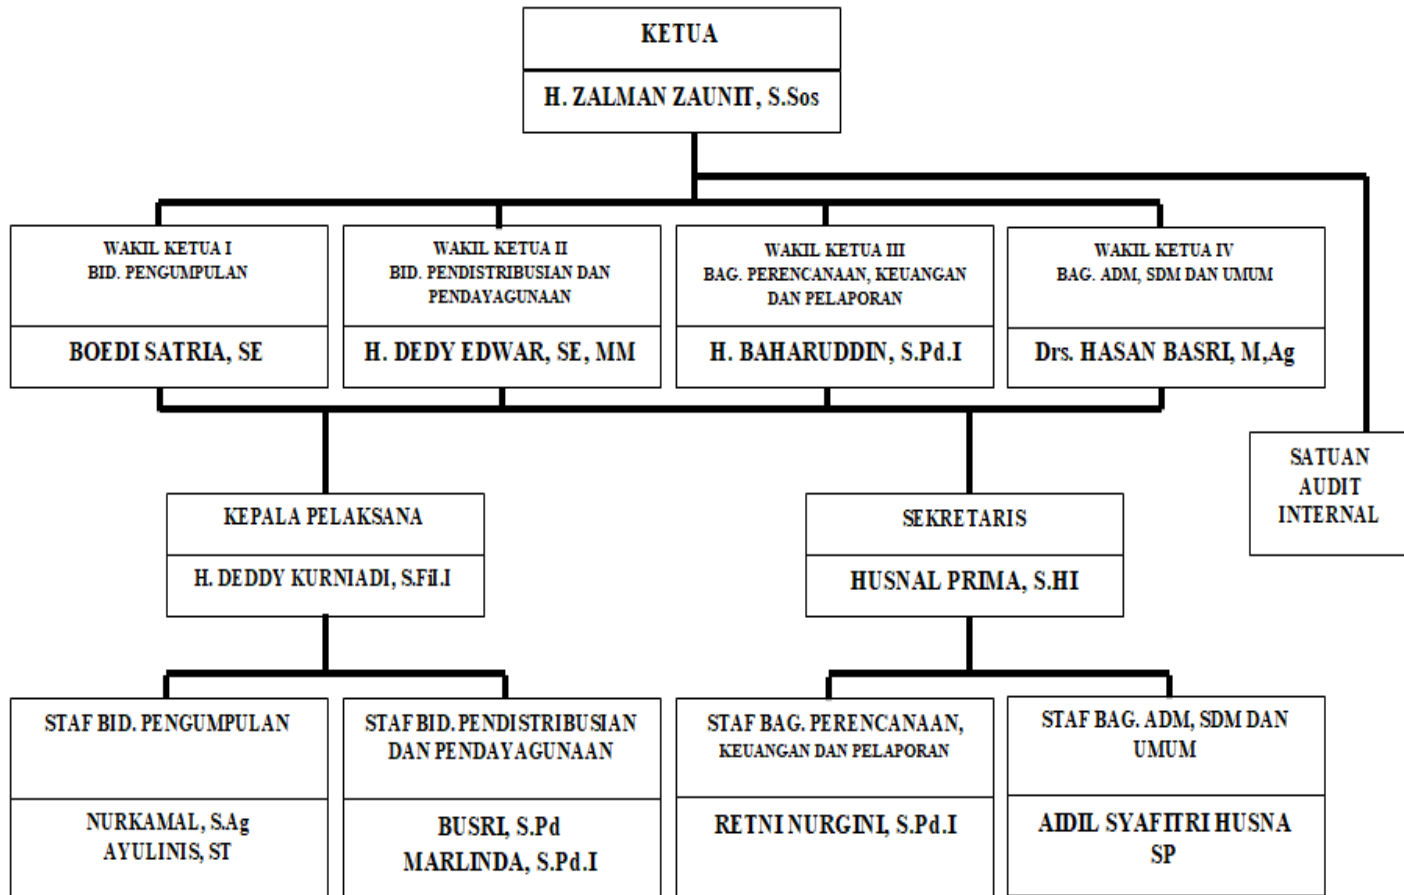 KETUA
H. ZALMAN ZAUNIT, S.Sos
WAKIL KETUA I
BID. PENGUMPULAN
BOEDI SATRIA, SE
WAKIL KETUA II
BID. PENDISTRIBUSIAN DAN
PENDAYAGUNAAN
H. DEDY EDWAR, SE, MM
WAKIL KETUA III
BAG. PERENCANAAN, KEUANGAN
DAN PELAPORAN
H. BAHARUDDIN, S.Pd.I
WAKIL KETUA IV
BAG. ADM, SDM DAN UMUM
Drs. HASAN BASRI, M,Ag
SATUAN
AUDIT
INTERNAL
KEPALA PELAKSANA
H. DEDDY KURNIADI, S.Fil.I
SEKRETARIS
HUSNAL PRIMA, S.HI
STAF BID. PENGUMPULAN
NURKAMAL, S.Ag
AYULINIS, ST
STAF BID. PENDISTRIBUSIAN
DAN PENDAYAGUNAAN
BUSRI, S.Pd
MARLINDA, S.Pd.I
STAF BAG. PERENCANAAN,
KEUANGAN DAN PELAPORAN
RETNI NURGINI, S.Pd.I
STAF BAG. ADM, SDM DAN
UMUM
AIDIL SYAFITRI HUSNA
SP